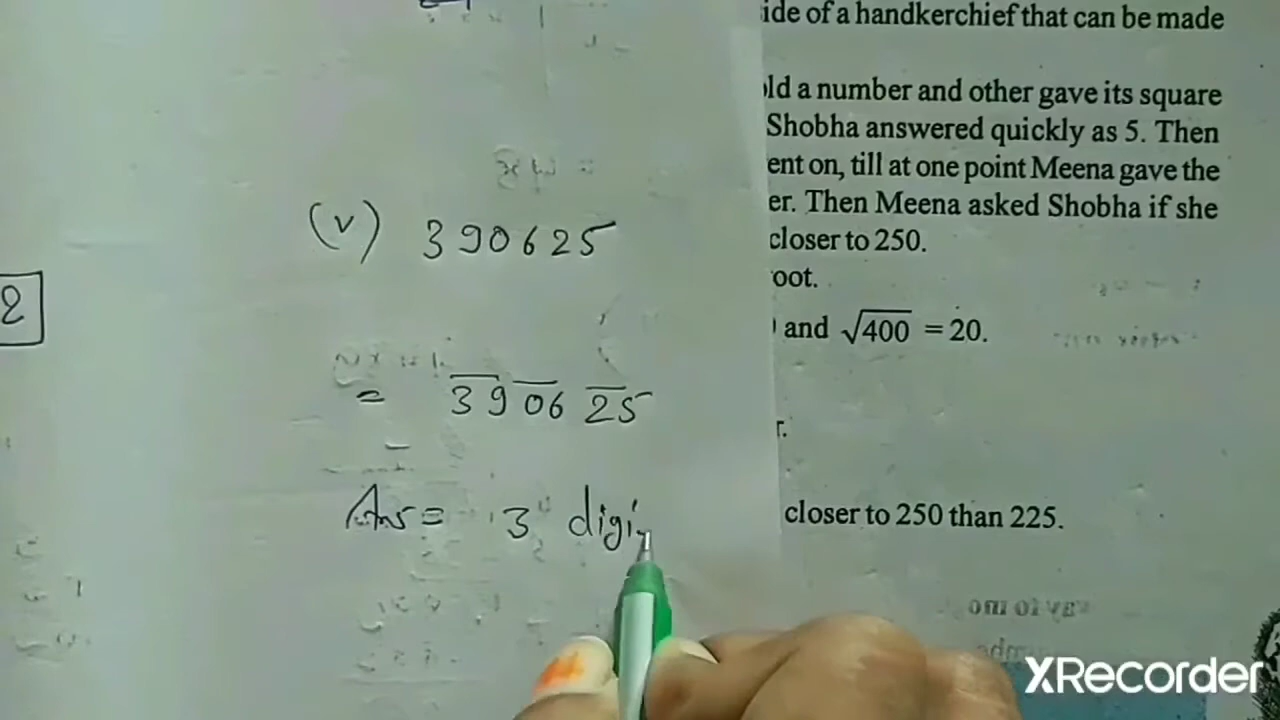 ide of a handkerchief that can be made
old a number and other gave its square
Shobha answered quickly as 5. Then
ent on, till at one point Meena gave the
er. Then Meena asked Shobha if she
closer to 250.
oot.
and √400 = 20.
r.
closer to 250 than 225.
2
(v) 390625
= 39 06 25
Ans = 3 digi
XRecorder